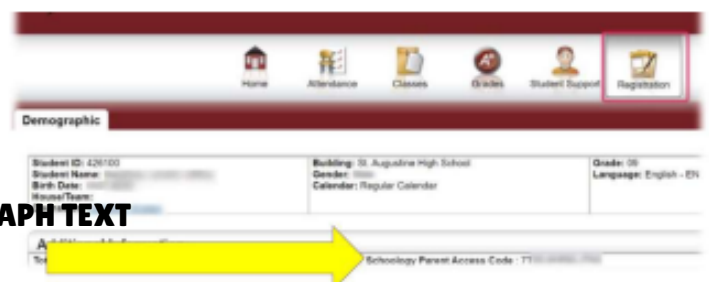 Home Attendance Classes Grades Student Support Registration
Demographic
Student ID: 426100 Building: St. Augustine High School Grade: 09
Student Name: Gender: Language: English - EN
Birth Date: Calendar: Regular Calendar
House/Team:
APH TEXT
Schoology Parent Access Code :